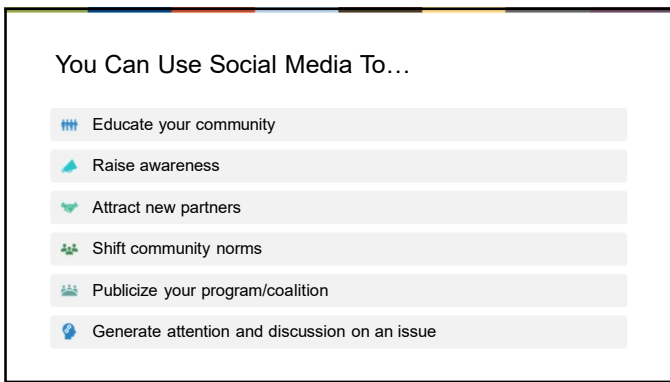 You Can Use Social Media To…
Educate your community
Raise awareness
Attract new partners
Shift community norms
Publicize your program/coalition
Generate attention and discussion on an issue